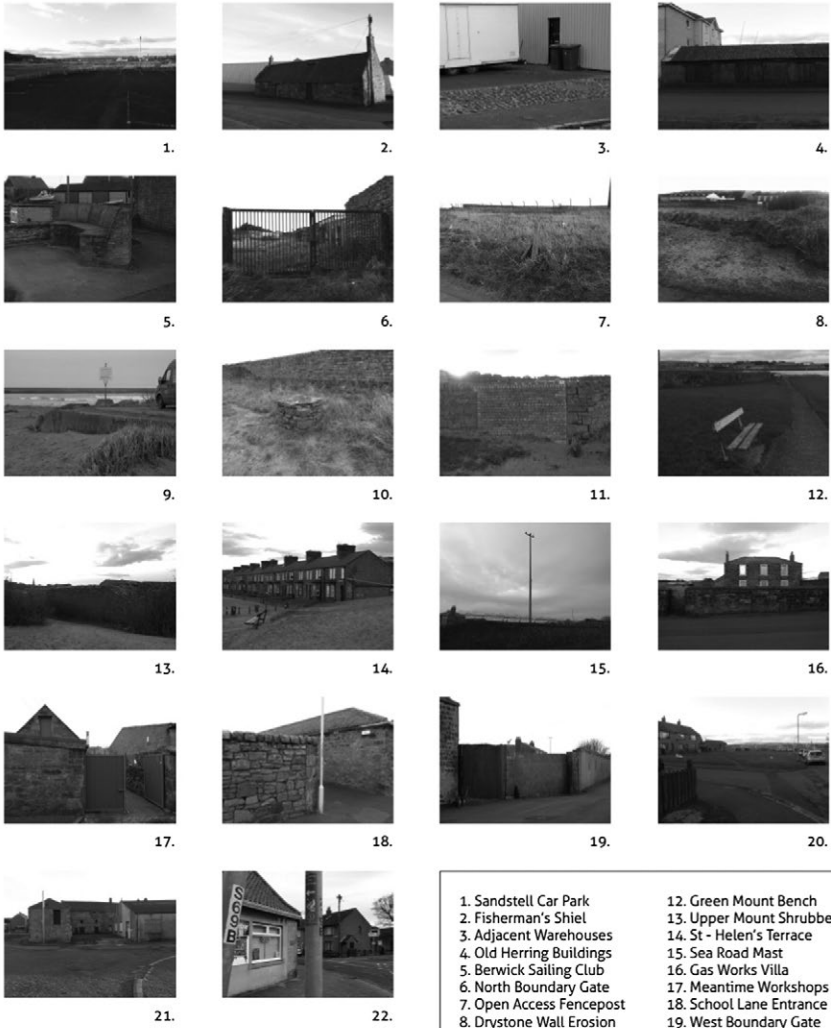 1.
2.
3.
4.
5.
6.
7.
8.
9.
10.
11.
12.
13.
14.
15.
16.
17.
18.
19.
20.
S69B
21.
22.
1. Sandstell Car Park
2. Fisherman's Shiel
3. Adjacent Warehouses
4. Old Herring Buildings
5. Berwick Sailing Club
6. North Boundary Gate
7. Open Access Fencepost
8. Drystone Wall Erosion
12. Green Mount Bench
13. Upper Mount Shrubbe
14. St - Helen's Terrace
15. Sea Road Mast
16. Gas Works Villa
17. Meantime Workshops
18. School Lane Entrance
19. West Boundary Gate